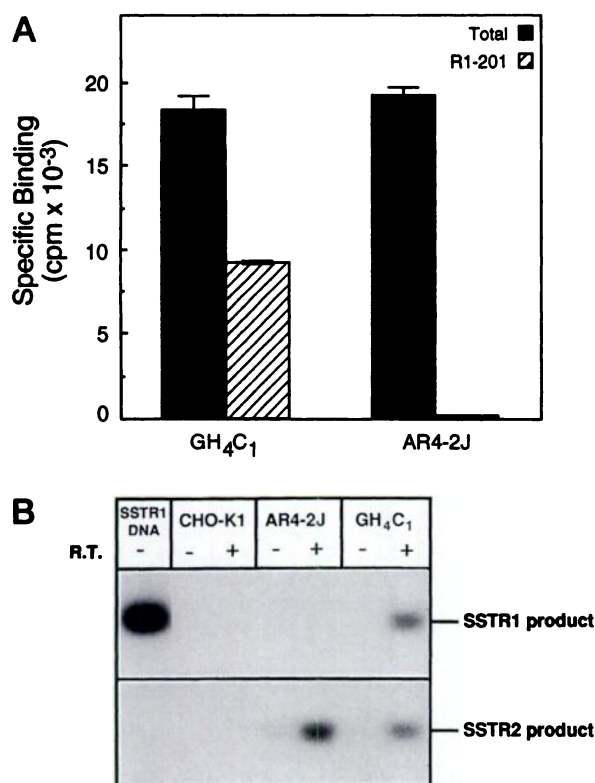 A
Total
R1-201
Specific Binding
(cpm x 10-3)
20
15
10
5
0
GH4C1
AR4-2J
B
SSTR1
DNA
CHO-K1
AR4-2J
GH4C1
R.T.
-
-
+
-
+
-
+
SSTR1 product
SSTR2 product